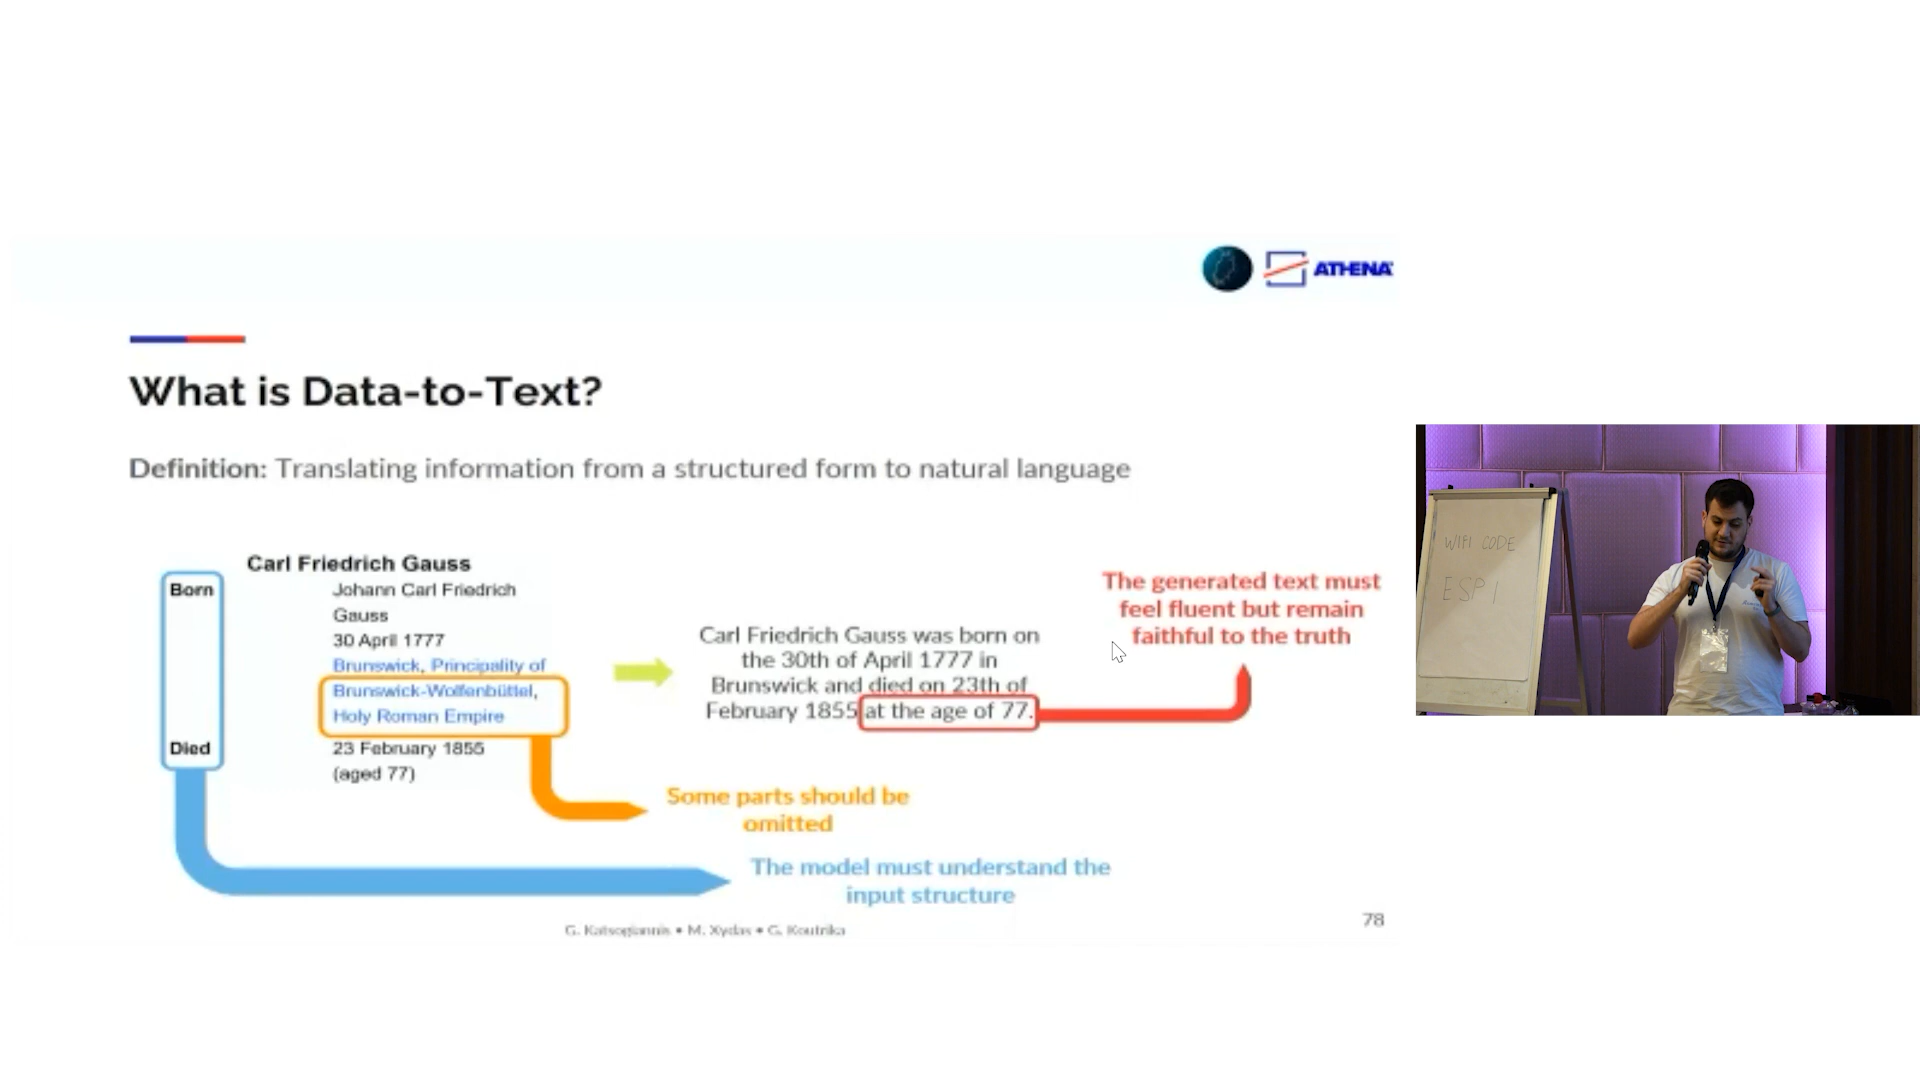 ATHENA
What is Data-to-Text?
Definition: Translating information from a structured form to natural language
Carl Friedrich Gauss
Born
Johann Carl Friedrich
Gauss
30 April 1777
Brunswick, Principality of
Brunswick-Wolfenbüttel,
Holy Roman Empire
Died
23 February 1855
(aged 77)
Carl Friedrich Gauss was born on
the 30th of April 1777 in
Brunswick and died on 23th of
February 1855 at the age of 77.
The generated text must
feel fluent but remain
faithful to the truth
Some parts should be
omitted
The model must understand the
input structure
G. Katsogiannis • M. Xydas • G. Koutrika
78
WIFI CODE
ESP1